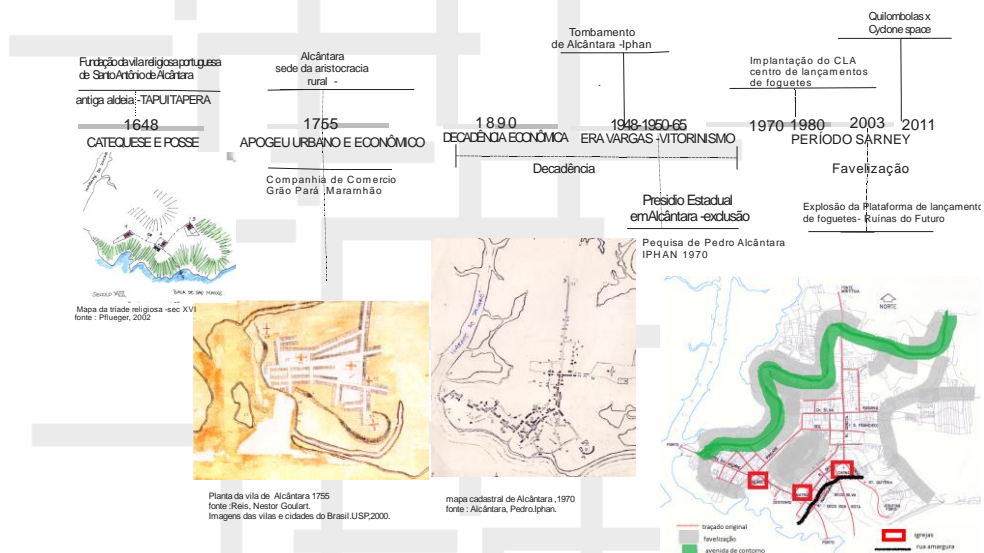 Fundação da vila religiosa portuguesa
de Santo Antônio de Alcântara
antiga aldeia -TAPUITAPERA
1648
CATEQUESE E POSSE
Mapa da tríade religiosa -sec XVI
fonte : Pflueger, 2002
Alcântara
sede da aristocracia
rural -
1755
APOGEU URBANO E ECONÔMICO
Companhia de Comercio
Grão Pará ,Mararnhão
Planta da vila de Alcântara 1755
fonte :Reis, Nestor Goulart.
Imagens das vilas e cidades do Brasil.USP,2000.
1890
DECADÊNCIA ECONÔMICA
Decadência
Tombamento
de Alcântara -Iphan
1948-1950-65
ERA VARGAS -VITORINISMO
Presidio Estadual
em Alcântara -exclusão
Pequisa de Pedro Alcântara
IPHAN 1970
mapa cadastral de Alcântara ,1970
fonte : Alcântara, Pedro.Iphan.
Implantação do CLA
centro de lançamentos
de foguetes
1970 1980
PERÍODO SARNEY
Quilombolas x
Cyclone space
2003
2011
Favelização
Explosão da Plataforma de lançamento
de foguetes- Ruínas do Futuro
NORTE
PORTO
traçado original
favelização
avenida de contorno
igrejas
rua amargura